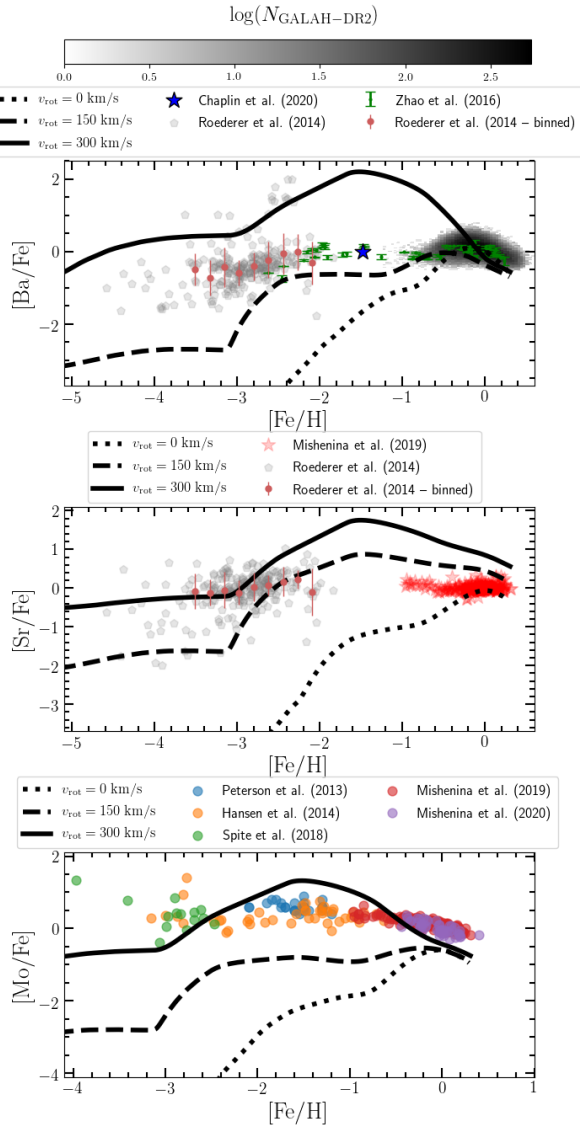 log(N_GALAH−DR2)
0.0 0.5 1.0 1.5 2.0 2.5
v_rot = 0 km/s Chaplin et al. (2020) Zhao et al. (2016)
v_rot = 150 km/s Roederer et al. (2014) Roederer et al. (2014 – binned)
v_rot = 300 km/s
2
0
−2
[Ba/Fe]
−5 −4 −3 −2 −1 0
[Fe/H]
v_rot = 0 km/s Mishenina et al. (2019)
v_rot = 150 km/s Roederer et al. (2014)
v_rot = 300 km/s Roederer et al. (2014 – binned)
2
1
0
−1
−2
−3
[Sr/Fe]
−5 −4 −3 −2 −1 0
[Fe/H]
v_rot = 0 km/s Peterson et al. (2013) Mishenina et al. (2019)
v_rot = 150 km/s Hansen et al. (2014) Mishenina et al. (2020)
v_rot = 300 km/s Spite et al. (2018)
2
0
−2
−4
[Mo/Fe]
−4 −3 −2 −1 0 1
[Fe/H]